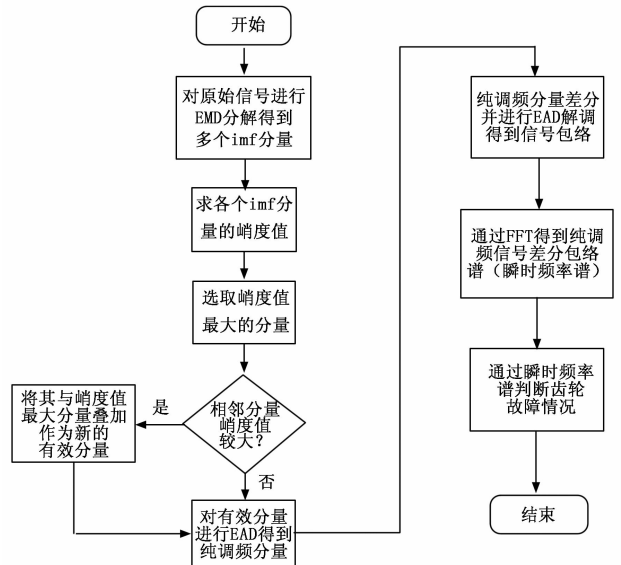 开始
对原始信号进行
EMD分解得到
多个imf分量
求各个imf分
量的峭度值
选取峭度值
最大的分量
相邻分量
峭度值
较大?
是
将其与峭度值
最大分量叠加
作为新的
有效分量
否
对有效分量
进行EAD得到
纯调频分量
纯调频分量差分
并进行EAD解调
得到信号包络
通过FFT得到纯调
频信号差分包络
谱（瞬时频率谱）
通过瞬时频率
谱判断齿轮
故障情况
结束